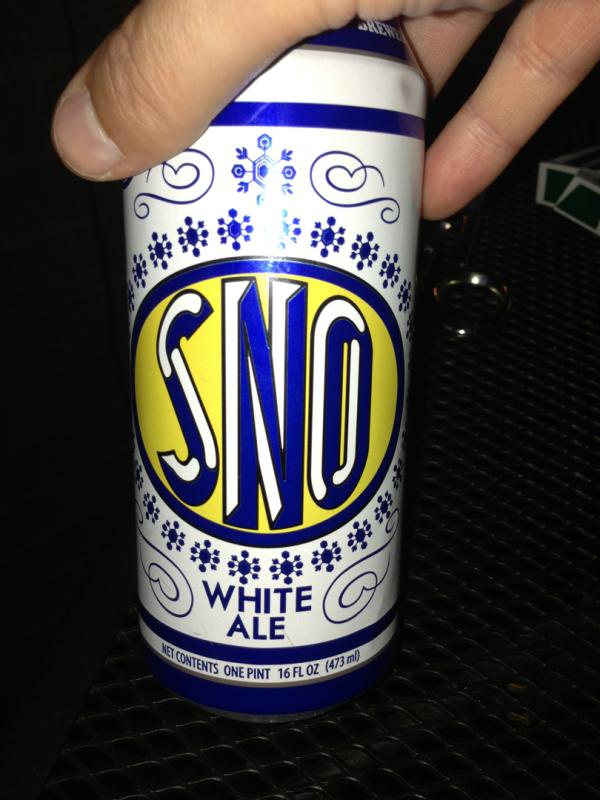 SNO
WHITE
ALE
NET CONTENTS ONE PINT 16 FL OZ (473 ml)